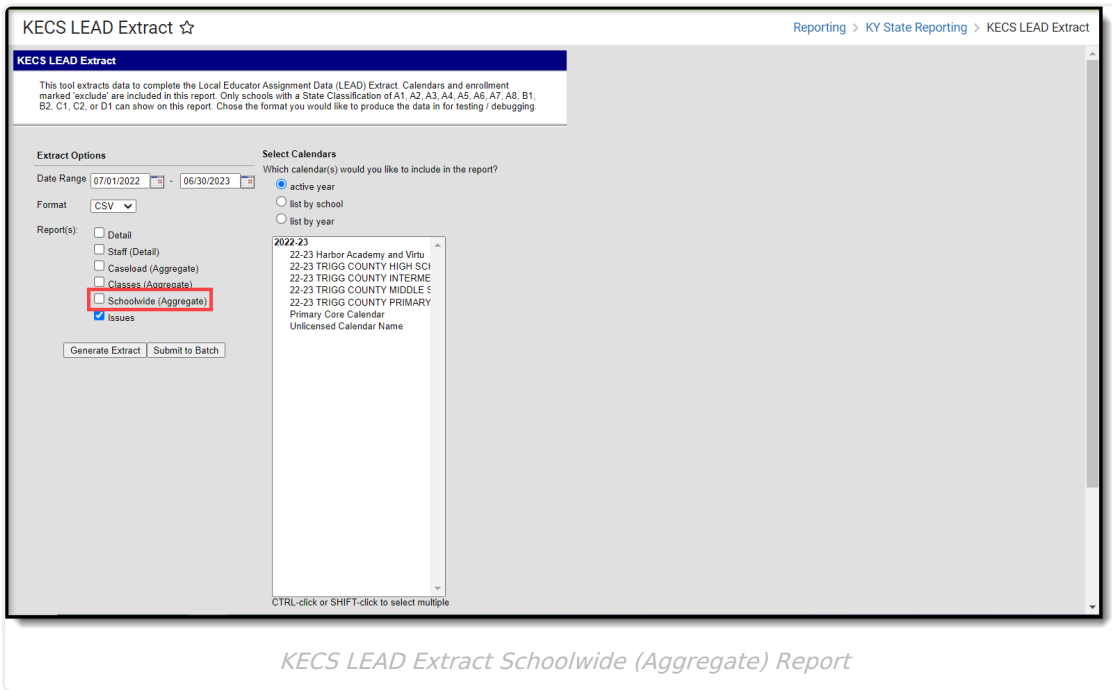 KECS LEAD Extract ☆
Reporting > KY State Reporting > KECS LEAD Extract
KECS LEAD Extract
This tool extracts data to complete the Local Educator Assignment Data (LEAD) Extract. Calendars and enrollment
marked 'exclude' are included in this report. Only schools with a State Classification of A1, A2, A3, A4, A5, A6, A7, A8, B1,
B2, C1, C2, or D1 can show on this report. Chose the format you would like to produce the data in for testing / debugging.
Extract Options
Date Range 07/01/2022 - 06/30/2023
Format CSV
Report(s):
Detail
Staff (Detail)
Caseload (Aggregate)
Classes (Aggregate)
Schoolwide (Aggregate)
Issues
Generate Extract Submit to Batch
Select Calendars
Which calendar(s) would you like to include in the report?
active year
list by school
list by year
2022-23
22-23 Harbor Academy and Virtu
22-23 TRIGG COUNTY HIGH SCH
22-23 TRIGG COUNTY INTERME
22-23 TRIGG COUNTY MIDDLE S
22-23 TRIGG COUNTY PRIMARY
Primary Core Calendar
Unlicensed Calendar Name
CTRL-click or SHIFT-click to select multiple
KECS LEAD Extract Schoolwide (Aggregate) Report